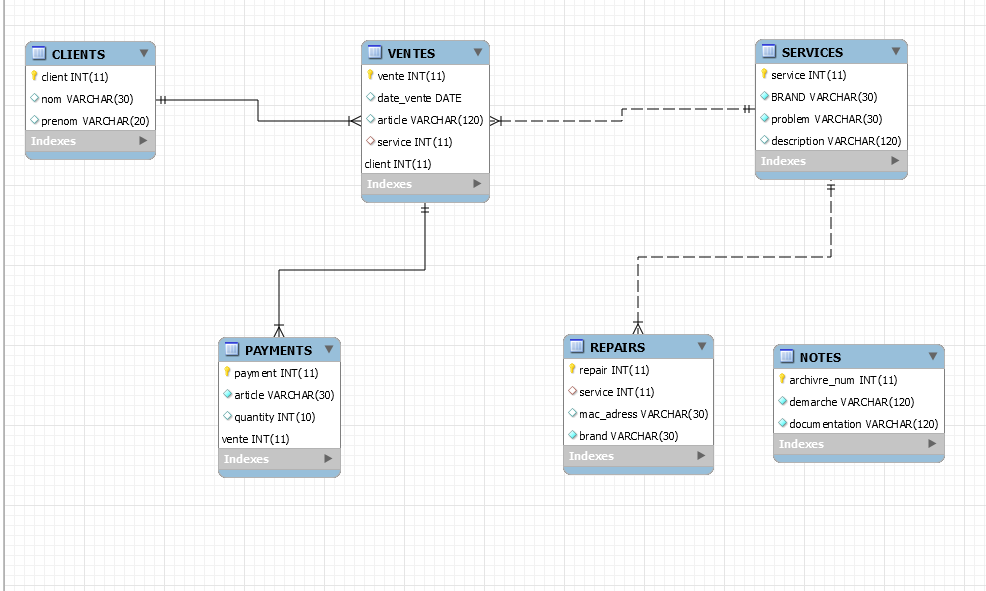 CLIENTS
client INT(11)
nom VARCHAR(30)
prenom VARCHAR(20)
Indexes
VENTES
vente INT(11)
date_vente DATE
article VARCHAR(120)
service INT(11)
client INT(11)
Indexes
SERVICES
service INT(11)
BRAND VARCHAR(30)
problem VARCHAR(30)
description VARCHAR(120)
Indexes
PAYMENTS
payment INT(11)
article VARCHAR(30)
quantity INT(10)
vente INT(11)
Indexes
REPAIRS
repair INT(11)
service INT(11)
mac_adress VARCHAR(30)
brand VARCHAR(30)
Indexes
NOTES
archivre_num INT(11)
demarche VARCHAR(120)
documentation VARCHAR(120)
Indexes